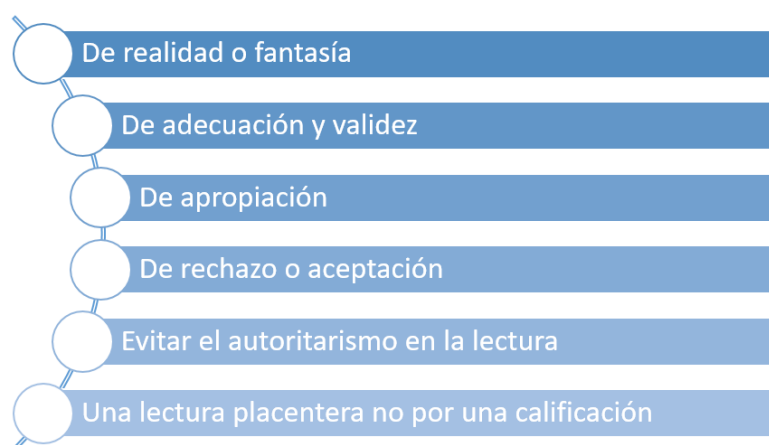 De realidad o fantasía
De adecuación y validez
De apropiación
De rechazo o aceptación
Evitar el autoritarismo en la lectura
Una lectura placentera no por una calificación